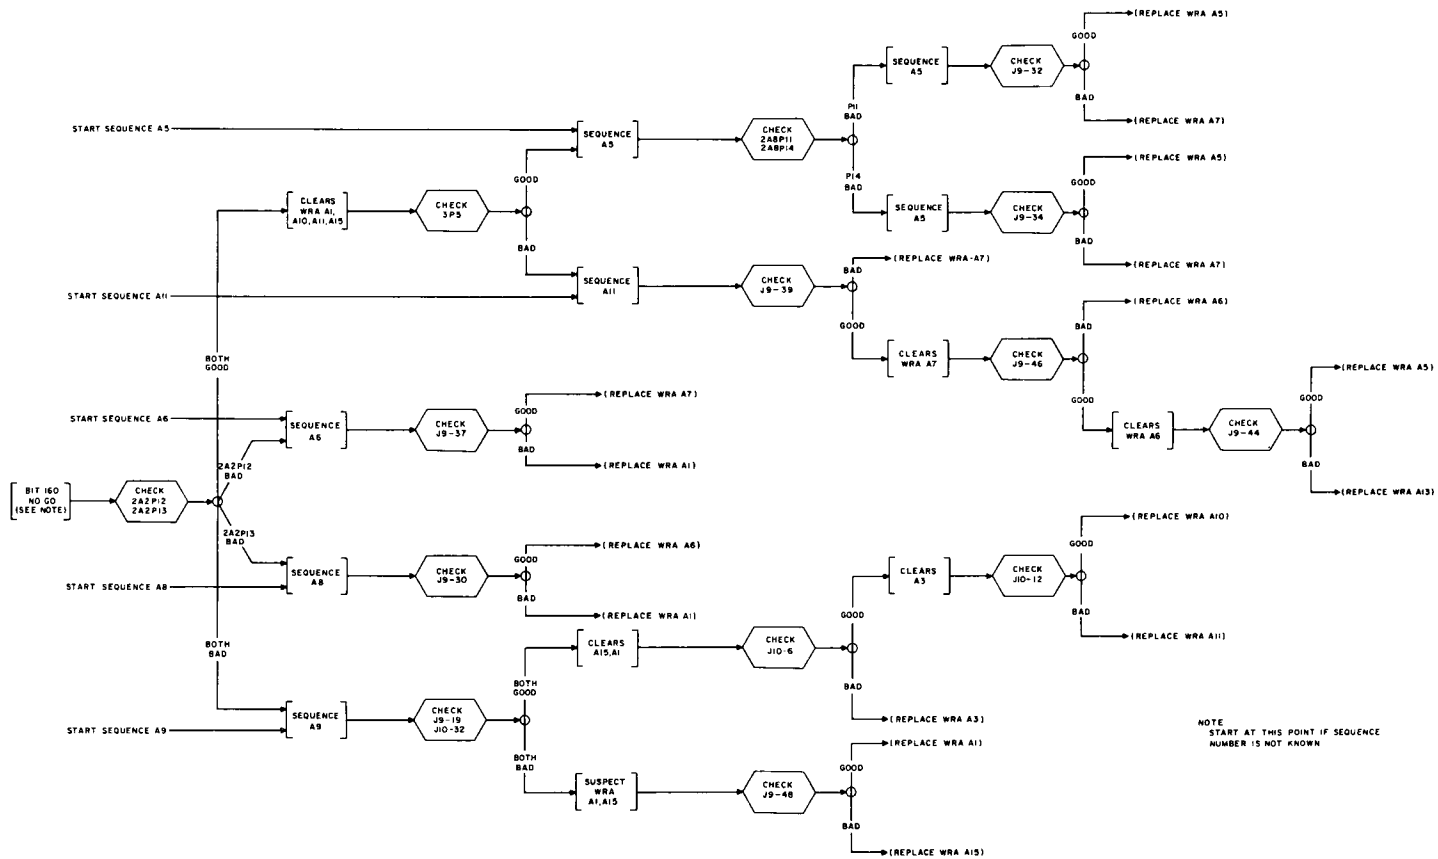 (REPLACE WRA A5)
GOOD
SEQUENCE
A5
CHECK
J9-32
BAD
P11
BAD
(REPLACE WRA A7)
START SEQUENCE A5
SEQUENCE
A5
CHECK
2A8P11
2A8P14
(REPLACE WRA A5)
GOOD
P14
BAD
GOOD
CLEARS
WRA A1,
A10, A11, A15
CHECK
3P5
SEQUENCE
A5
CHECK
J9-34
BAD
BAD
(REPLACE WRA A7)
(REPLACE WRA-A7)
BAD
START SEQUENCE A11
SEQUENCE
A11
CHECK
J9-39
GOOD
(REPLACE WRA A6)
BAD
BOTH
GOOD
CLEARS
WRA A7
CHECK
J9-46
(REPLACE WRA A5)
GOOD
GOOD
(REPLACE WRA A7)
START SEQUENCE A6
SEQUENCE
A6
CHECK
J9-37
GOOD
BAD
(REPLACE WRA A1)
CLEARS
WRA A6
CHECK
J9-44
BAD
(REPLACE WRA A13)
2A2P12
BAD
BIT 160
NO GO
(SEE NOTE)
CHECK
2A2P12
2A2P13
2A2P13
BAD
(REPLACE WRA A10)
GOOD
(REPLACE WRA A6)
GOOD
START SEQUENCE A8
SEQUENCE
A8
CHECK
J9-30
BAD
(REPLACE WRA A1)
CLEARS
A3
CHECK
J10-12
GOOD
BAD
(REPLACE WRA A11)
BOTH
BAD
CLEARS
A15, A1
CHECK
J10-6
BOTH
GOOD
BAD
(REPLACE WRA A3)
START SEQUENCE A9
SEQUENCE
A9
CHECK
J9-19
J10-32
BOTH
BAD
(REPLACE WRA A1)
GOOD
SUSPECT
WRA
A1, A15
CHECK
J9-48
BAD
(REPLACE WRA A15)
NOTE
START AT THIS POINT IF SEQUENCE
NUMBER IS NOT KNOWN